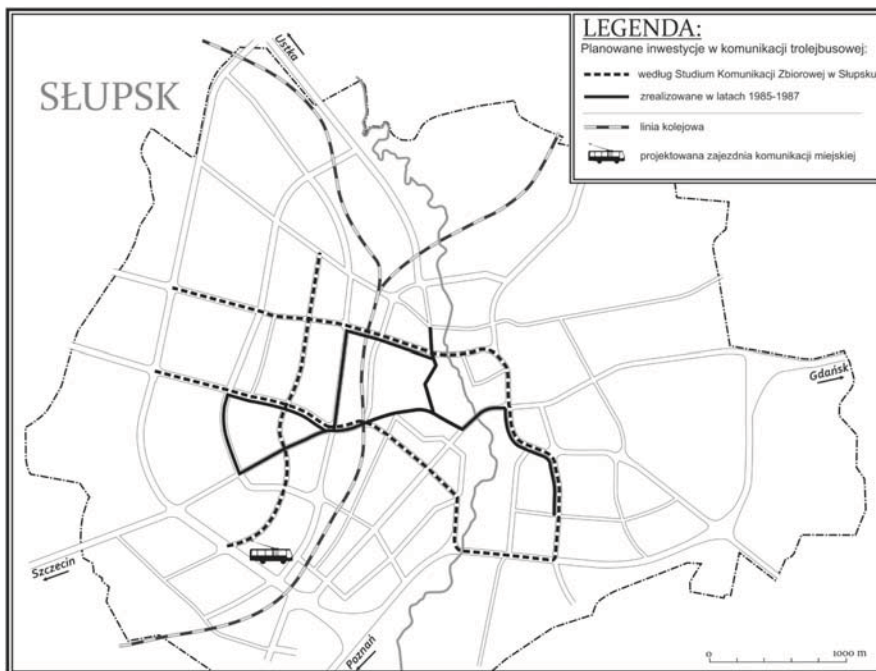 SŁUPSK
Ustka
LEGENDA:
Planowane inwestycje w komunikacji trolejbusowej:
według Studium Komunikacji Zbiorowej w Słupsku
zrealizowane w latach 1985-1987
linia kolejowa
projektowana zajezdnia komunikacji miejskiej
Gdańsk
Szczecin
Poznań
0 1000 m